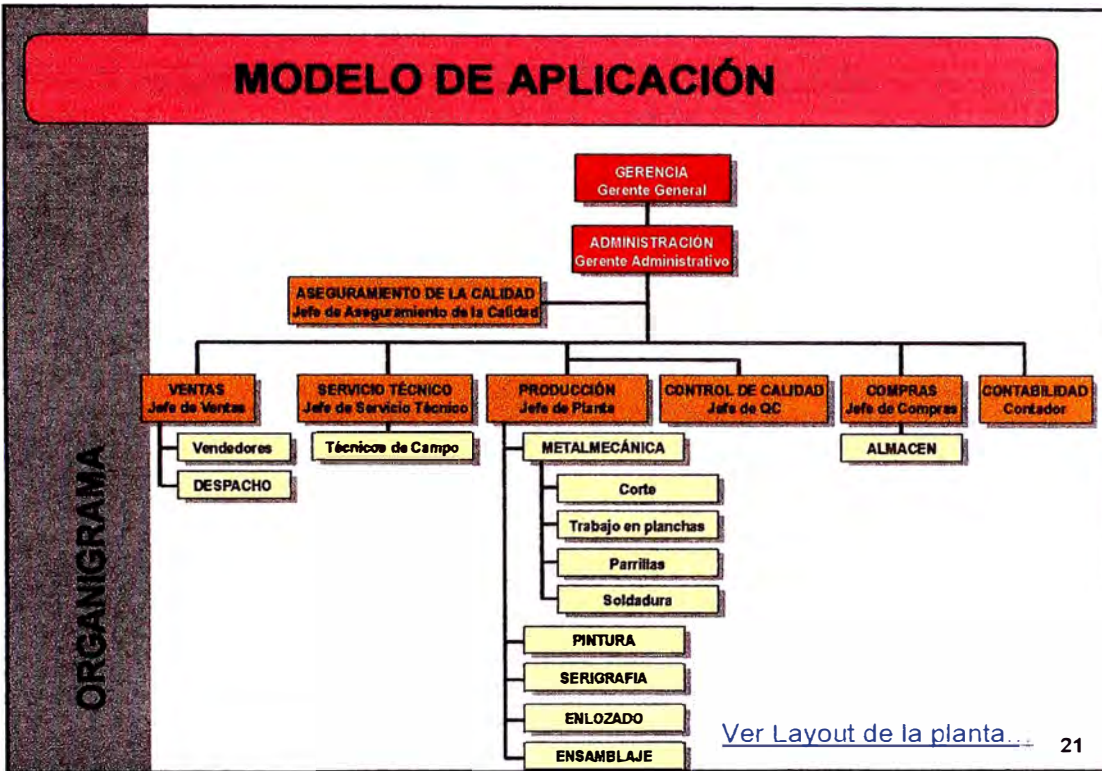 MODELO DE APLICACIÓN
ORGANIGRAMA
GERENCIA
Gerente General
ADMINISTRACIÓN
Gerente Administrativo
ASEGURAMIENTO DE LA CALIDAD
Jefe de Aseguramiento de la Calidad
VENTAS
Jefe de Ventas
SERVICIO TÉCNICO
Jefe de Servicio Técnico
PRODUCCIÓN
Jefe de Planta
CONTROL DE CALIDAD
Jefe de QC
COMPRAS
Jefe de Compras
CONTABILIDAD
Contador
Vendedores
DESPACHO
Técnicos de Campo
METALMECÁNICA
Corte
Trabajo en planchas
Parrillas
Soldadura
PINTURA
SERIGRAFIA
ENLOZADO
ENSAMBLAJE
ALMACEN
Ver Layout de la planta...
21